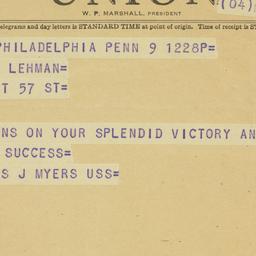 UNION
W. P. MARSHALL, PRESIDENT
(04)
telegrams and day letters is STANDARD TIME at point of origin. Time of receipt is ST
PHILADELPHIA PENN 9 1228P=
LEHMAN=
T 57 ST=
NS ON YOUR SPLENDID VICTORY AN
SUCCESS=
S J MYERS USS=